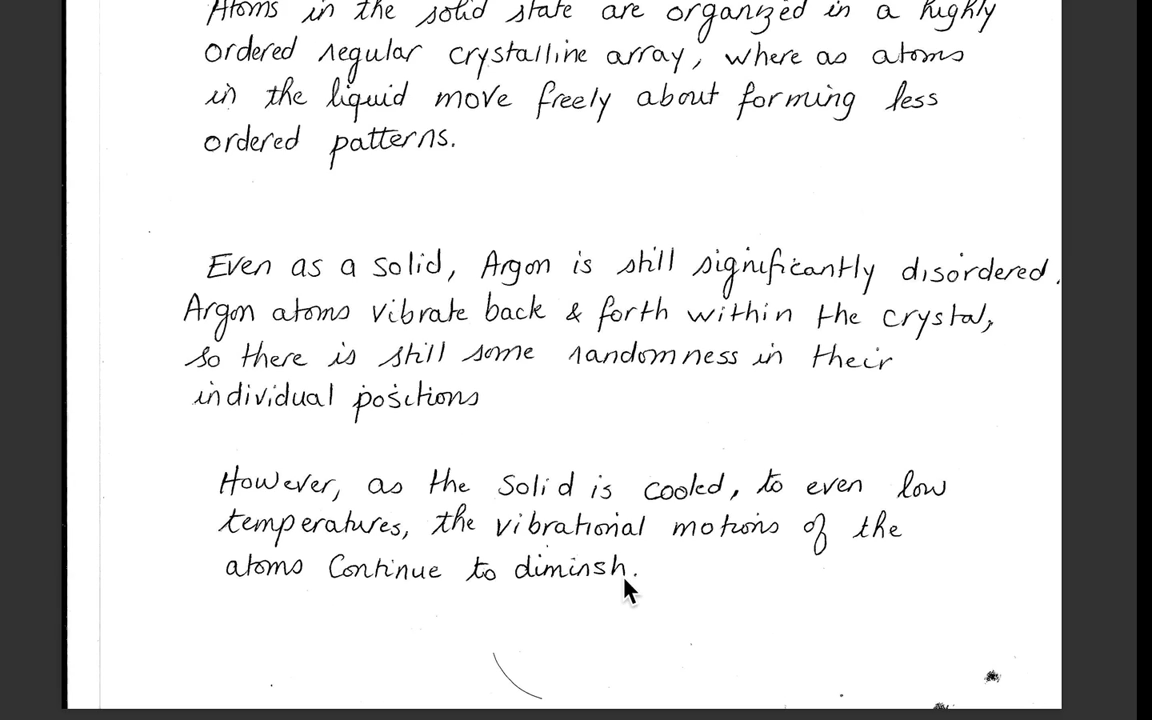 Atoms in the solid state are organized in a highly
ordered regular crystalline array, where as atoms
in the liquid move freely about forming less
ordered patterns.
Even as a solid, Argon is still significantly disordered.
Argon atoms vibrate back & forth within the crystal,
so there is still some randomness in their
individual positions
However, as the solid is cooled, to even low
temperatures, the vibrational motions of the
atoms continue to diminsh.